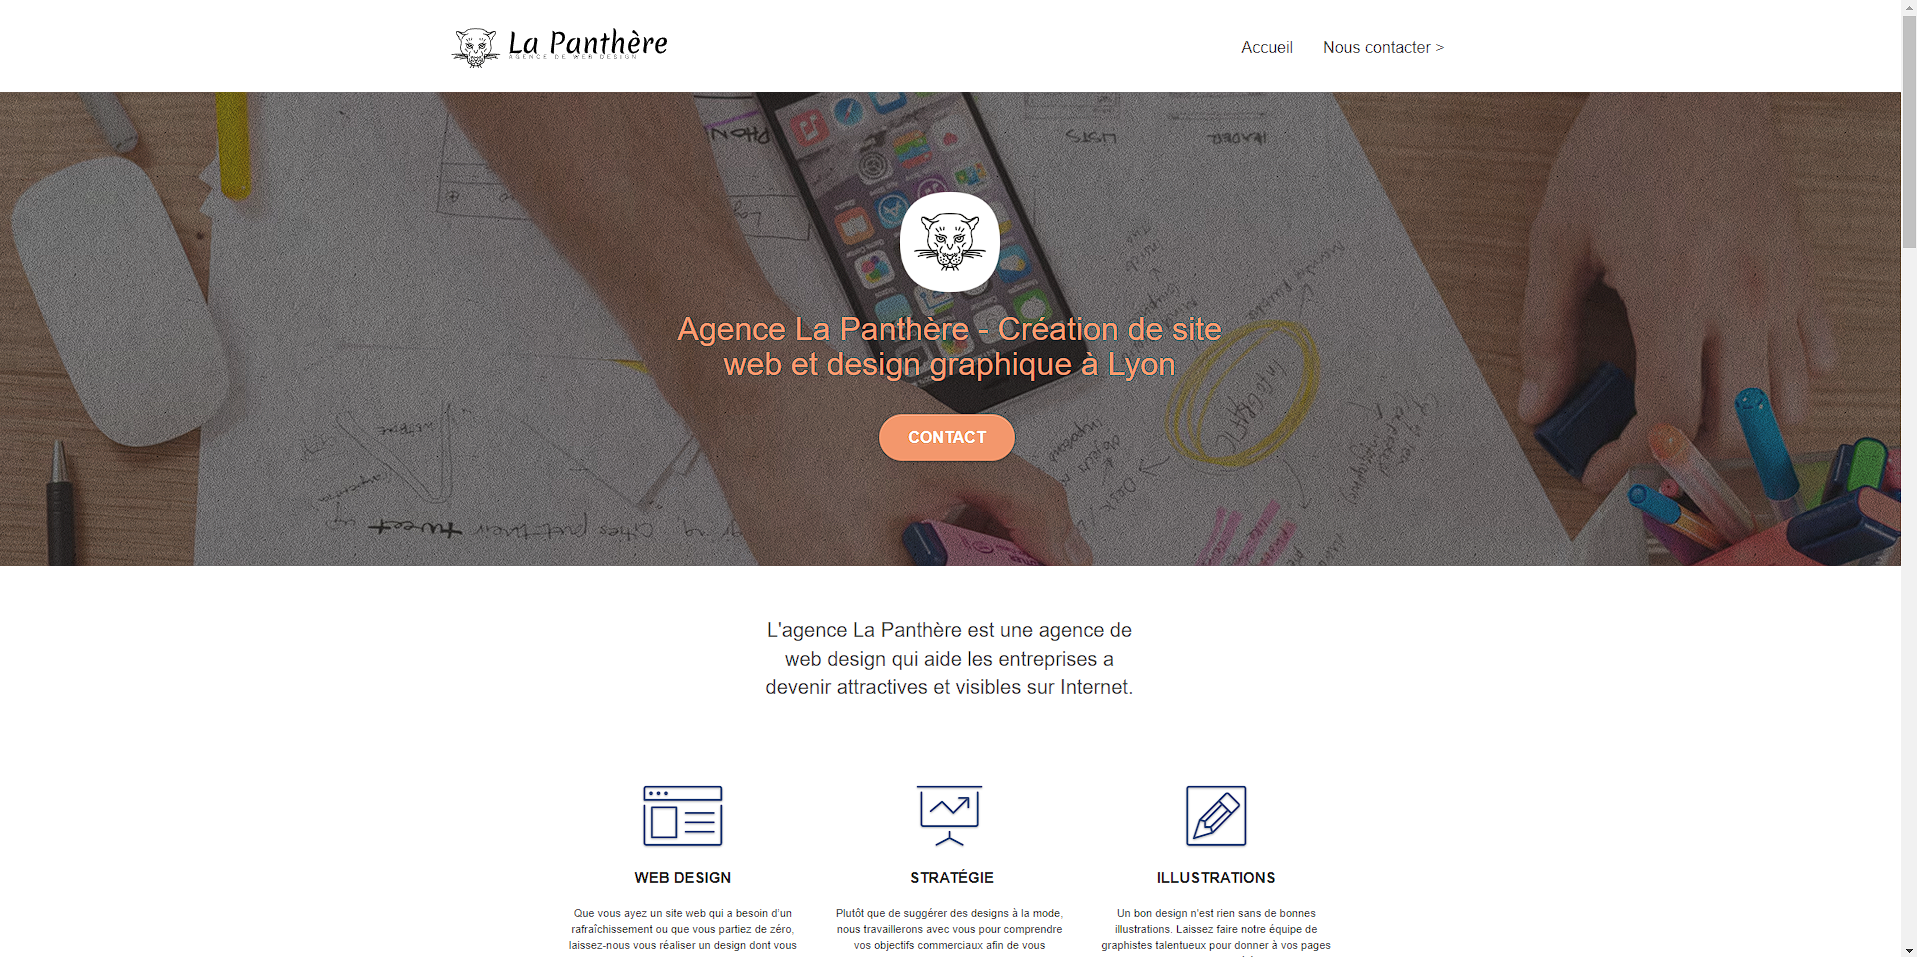 La Panthère
AGENCE DE WEB DESIGN
Accueil
Nous contacter >
LISTS
HEADER
Agence La Panthère - Création de site
web et design graphique à Lyon
CONTACT
tweet
L'agence La Panthère est une agence de
web design qui aide les entreprises a
devenir attractives et visibles sur Internet.
WEB DESIGN
Que vous ayez un site web qui a besoin d'un
rafraîchissement ou que vous partiez de zéro,
laissez-nous vous réaliser un design dont vous
STRATÉGIE
Plutôt que de suggérer des designs à la mode,
nous travaillerons avec vous pour comprendre
vos objectifs commerciaux afin de vous
ILLUSTRATIONS
Un bon design n'est rien sans de bonnes
illustrations. Laissez faire notre équipe de
graphistes talentueux pour donner à vos pages